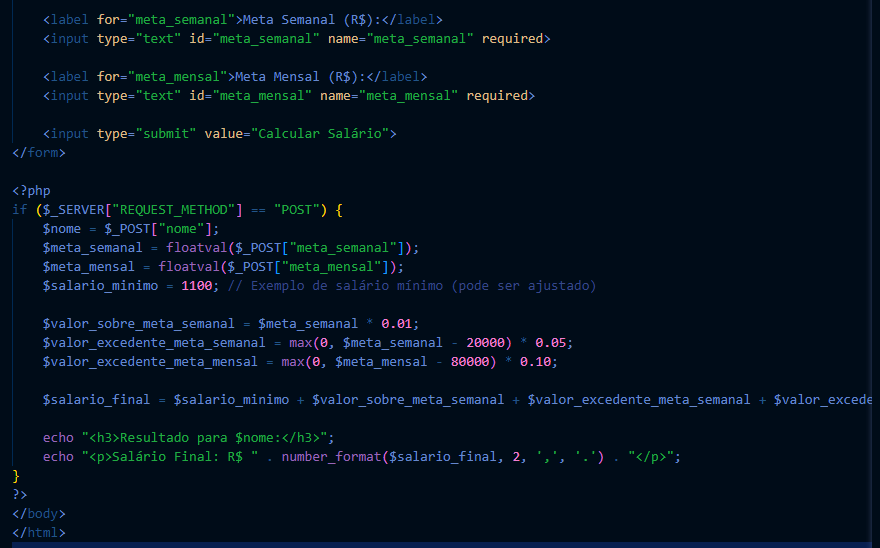 <label for="meta_semanal">Meta Semanal (R$):</label>
<input type="text" id="meta_semanal" name="meta_semanal" required>
<label for="meta_mensal">Meta Mensal (R$):</label>
<input type="text" id="meta_mensal" name="meta_mensal" required>
<input type="submit" value="Calcular Salário">
</form>
<?php
if ($_SERVER["REQUEST_METHOD"] == "POST") {
$nome = $_POST["nome"];
$meta_semanal = floatval($_POST["meta_semanal"]);
$meta_mensal = floatval($_POST["meta_mensal"]);
$salario_minimo = 1100; // Exemplo de salário mínimo (pode ser ajustado)
$valor_sobre_meta_semanal = $meta_semanal * 0.01;
$valor_excedente_meta_semanal = max(0, $meta_semanal - 20000) * 0.05;
$valor_excedente_meta_mensal = max(0, $meta_mensal - 80000) * 0.10;
$salario_final = $salario_minimo + $valor_sobre_meta_semanal + $valor_excedente_meta_semanal + $valor_excede
echo "<h3>Resultado para $nome:</h3>";
echo "<p>Salário Final: R$ " . number_format($salario_final, 2, ',', '.') . "</p>";
}
?>
</body>
</html>